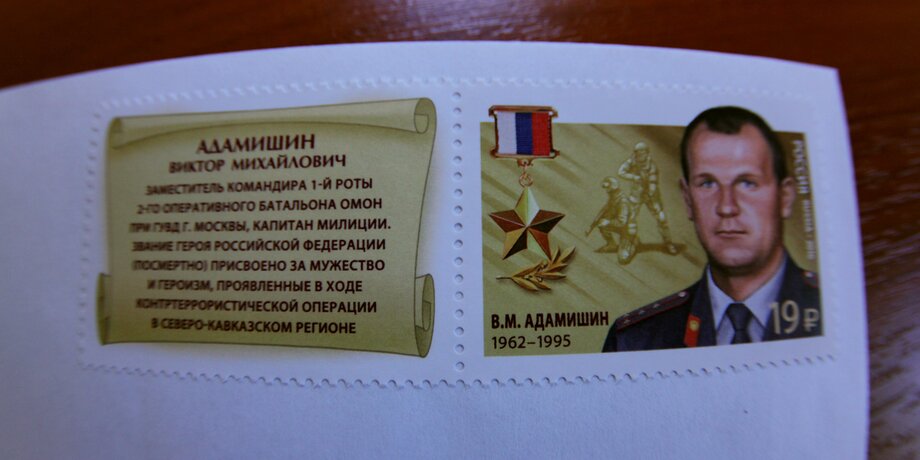 АДАМИШИН
ВИКТОР МИХАЙЛОВИЧ
ЗАМЕСТИТЕЛЬ КОМАНДИРА 1-Й РОТЫ
2-ГО ОПЕРАТИВНОГО БАТАЛЬОНА ОМОН
ПРИ ГУВД Г. МОСКВЫ, КАПИТАН МИЛИЦИИ.
ЗВАНИЕ ГЕРОЯ РОССИЙСКОЙ ФЕДЕРАЦИИ
(ПОСМЕРТНО) ПРИСВОЕНО ЗА МУЖЕСТВО
И ГЕРОИЗМ, ПРОЯВЛЕННЫЕ В ХОДЕ
КОНТРТЕРРОРИСТИЧЕСКОЙ ОПЕРАЦИИ
В СЕВЕРО-КАВКАЗСКОМ РЕГИОНЕ
В.М. АДАМИШИН
1962–1995
РОССИЯ
19 ₽